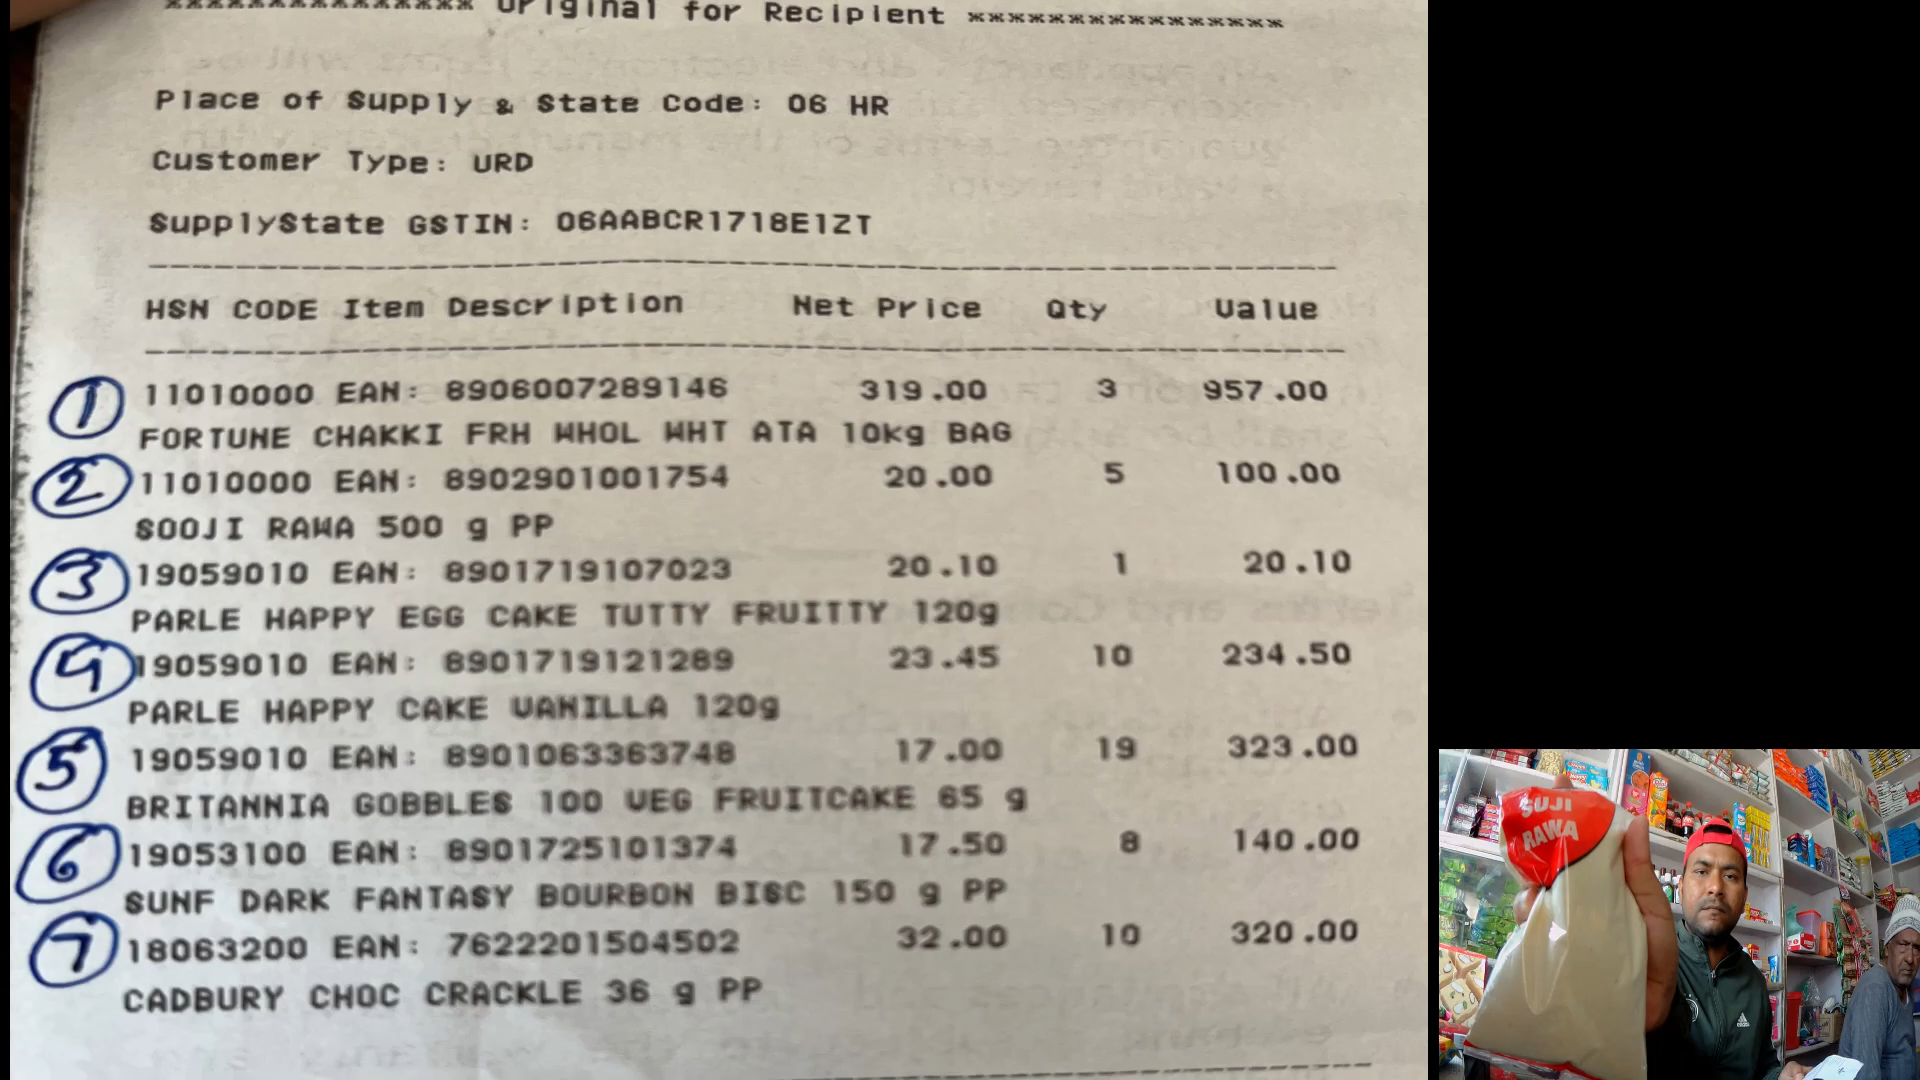 **************** Original for Recipient ****************
Place of Supply & State Code: 06 HR
Customer Type: URD
SupplyState GSTIN: 06AABCR1718E1ZT
HSN CODE Item Description Net Price Qty Value
1 11010000 EAN: 8906007289146 319.00 3 957.00
FORTUNE CHAKKI FRH WHOL WHT ATA 10kg BAG
2 11010000 EAN: 8902901001754 20.00 5 100.00
SOOJI RAWA 500 g PP
3 19059010 EAN: 8901719107023 20.10 1 20.10
PARLE HAPPY EGG CAKE TUTTY FRUITTY 120g
4 19059010 EAN: 8901719121289 23.45 10 234.50
PARLE HAPPY CAKE VANILLA 120g
5 19059010 EAN: 8901063363748 17.00 19 323.00
BRITANNIA GOBBLES 100 VEG FRUITCAKE 65 g
6 19053100 EAN: 8901725101374 17.50 8 140.00
SUNF DARK FANTASY BOURBON BISC 150 g PP
7 18063200 EAN: 7622201504502 32.00 10 320.00
CADBURY CHOC CRACKLE 36 g PP
SUJI
RAWA